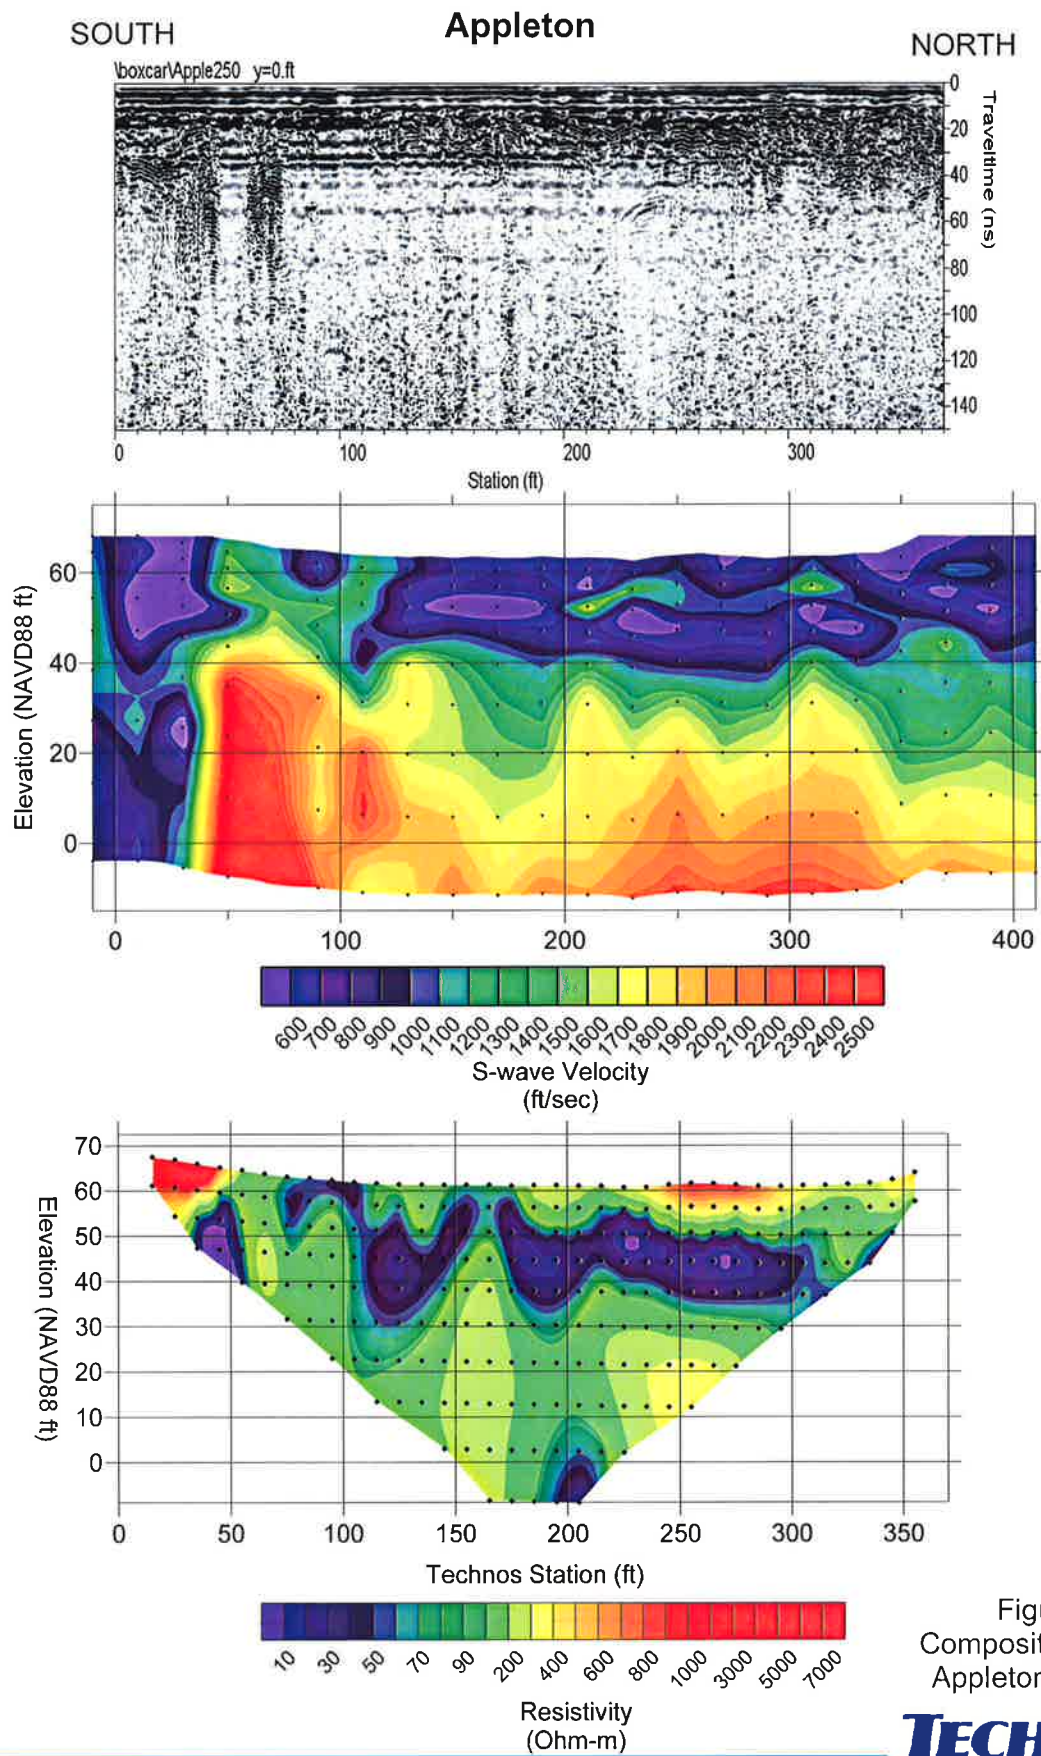 Appleton
SOUTH
NORTH
\boxcar\Apple250 y=0.ft
0
20
40
60
80
100
120
140
Traveltime (ns)
0 100 200 300
Station (ft)
Elevation (NAVD88 ft)
60
40
20
0
0 100 200 300 400
600 700 800 900 1000 1100 1200 1300 1400 1500 1600 1700 1800 1900 2000 2100 2200 2300 2400 2500
S-wave Velocity
(ft/sec)
Elevation (NAVD88 ft)
70
60
50
40
30
20
10
0
0 50 100 150 200 250 300 350
Technos Station (ft)
10 30 50 70 90 200 400 600 800 1000 3000 5000 7000
Resistivity
(Ohm-m)
Figu
Composit
Appleton
TECH